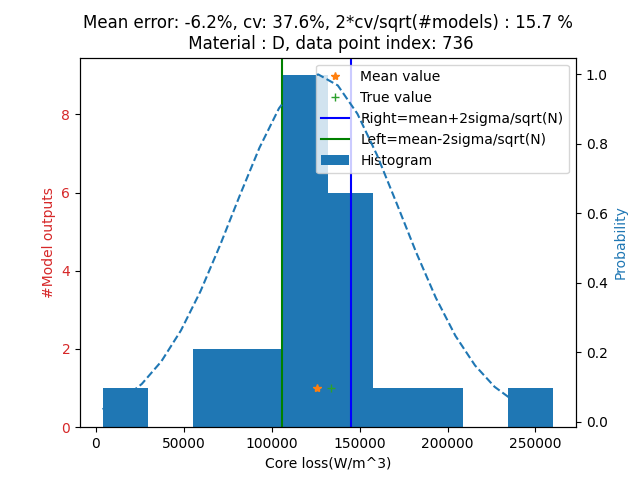 Mean error: -6.2%, cv: 37.6%, 2*cv/sqrt(#models) : 15.7 %
Material : D, data point index: 736
Mean value
True value
Right=mean+2sigma/sqrt(N)
Left=mean-2sigma/sqrt(N)
Histogram
#Model outputs
8
6
4
2
0
Probability
1.0
0.8
0.6
0.4
0.2
0.0
0 50000 100000 150000 200000 250000
Core loss(W/m^3)